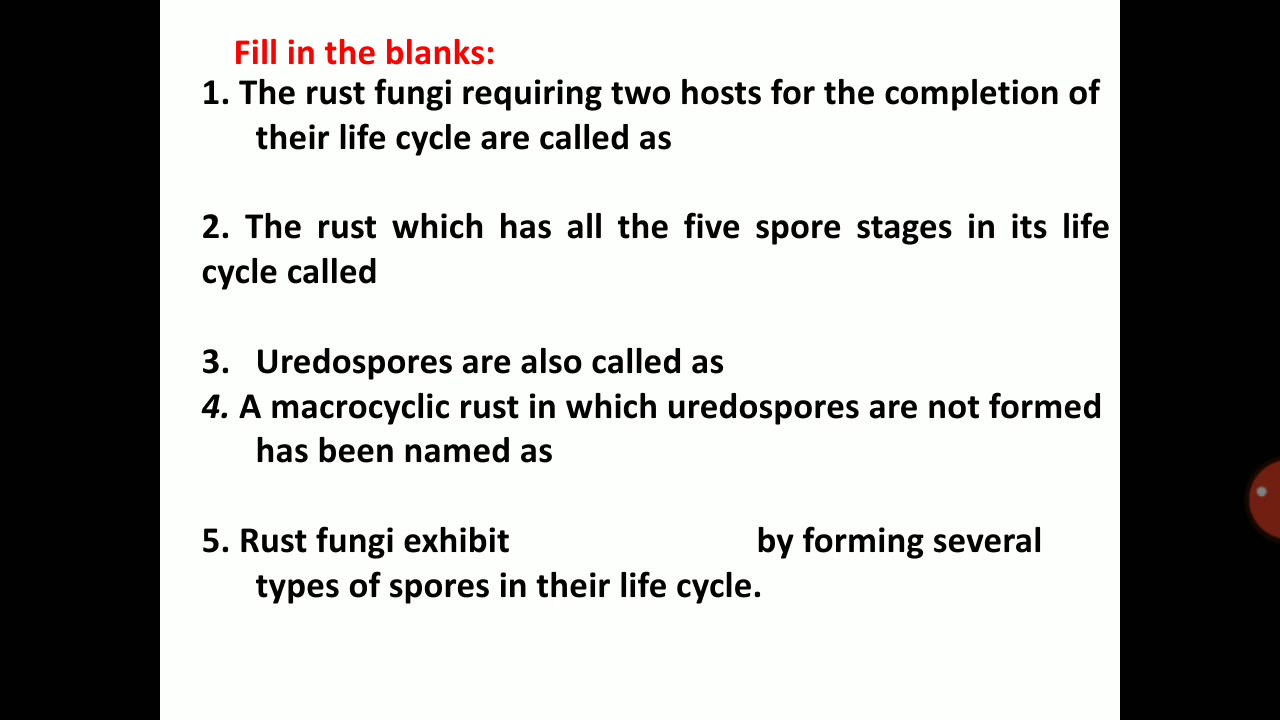 Fill in the blanks:
1. The rust fungi requiring two hosts for the completion of
their life cycle are called as
2. The rust which has all the five spore stages in its life
cycle called
3. Uredospores are also called as
4. A macrocyclic rust in which uredospores are not formed
has been named as
5. Rust fungi exhibit by forming several
types of spores in their life cycle.